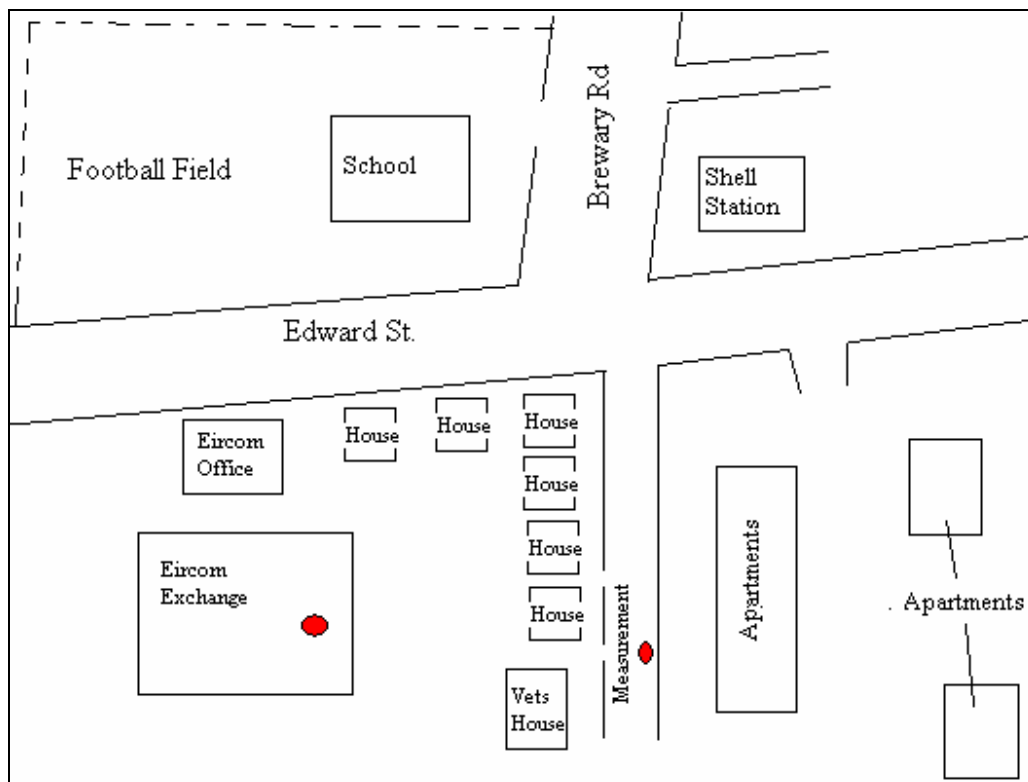 Brewary Rd
Football Field
School
Shell
Station
Edward St.
Eircom
Office
House
House
House
House
House
House
Eircom
Exchange
Vets
House
Measurement
Apartments
. Apartments